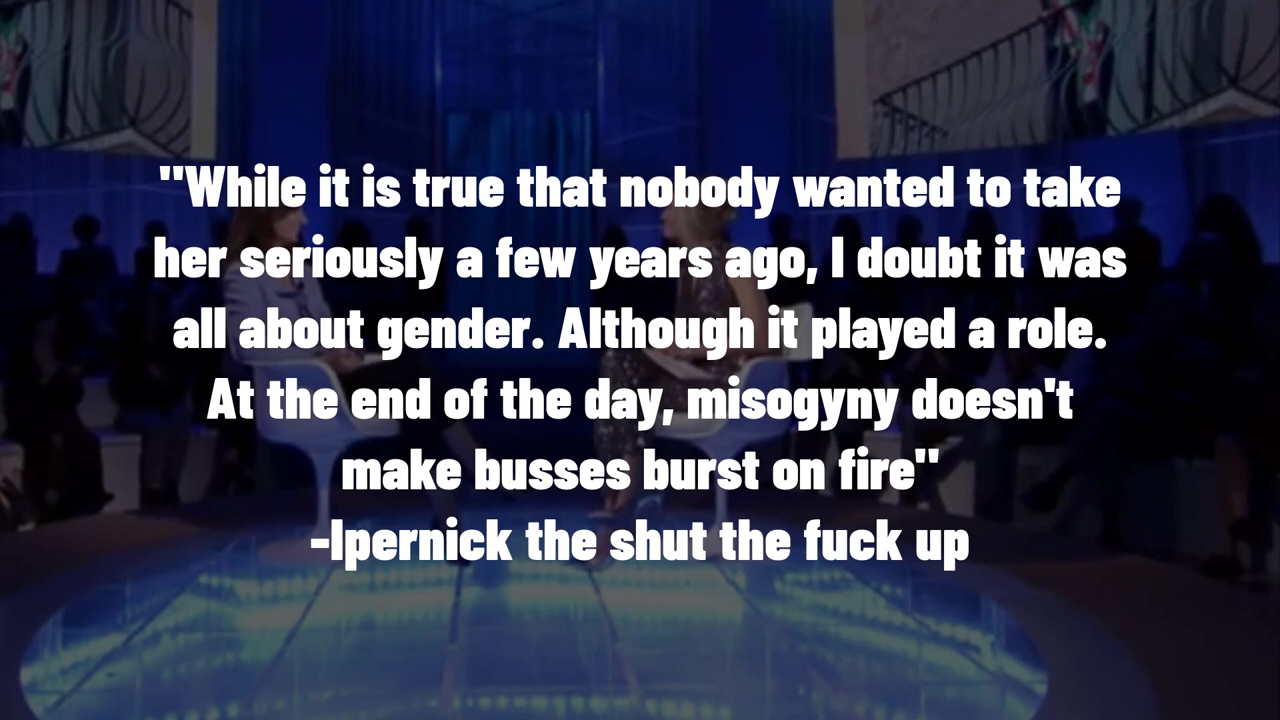 "While it is true that nobody wanted to take
her seriously a few years ago, I doubt it was
all about gender. Although it played a role.
At the end of the day, misogyny doesn't
make busses burst on fire"
-Ipernick the shut the fuck up